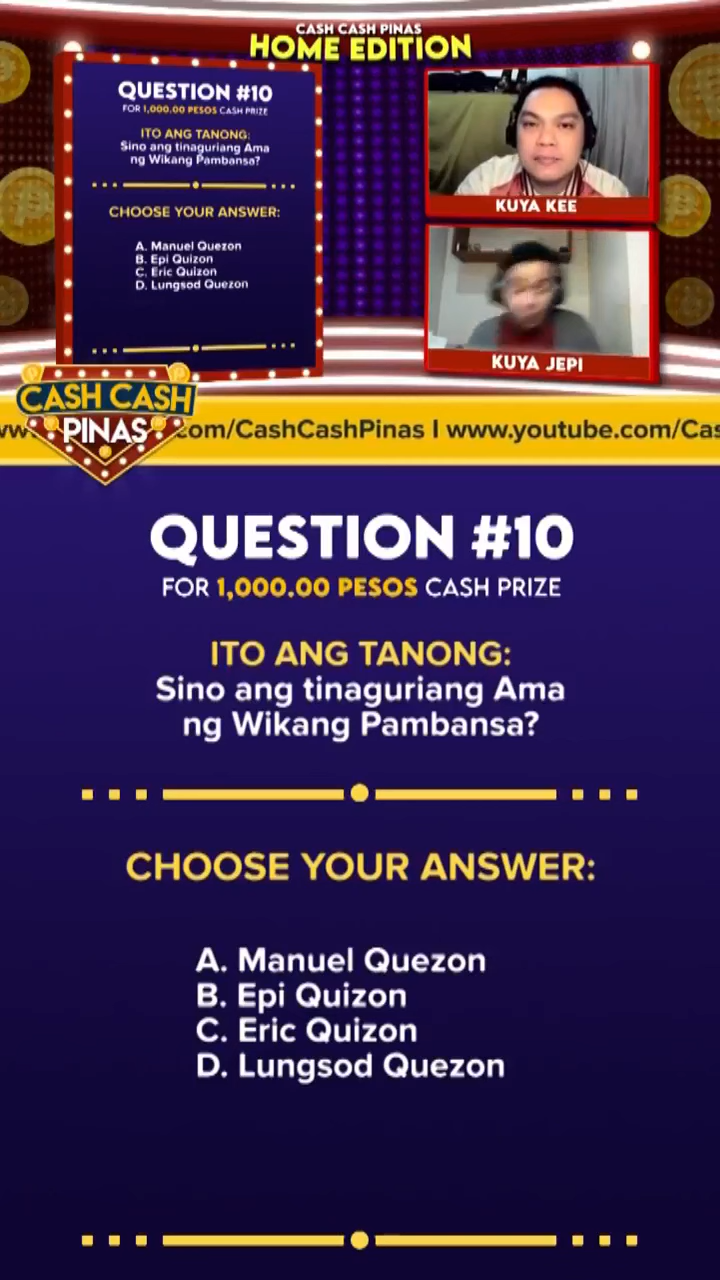 CASH CASH PINAS
HOME EDITION
QUESTION #10
FOR 1,000.00 PESOS CASH PRIZE
ITO ANG TANONG:
Sino ang tinaguriang Ama
ng Wikang Pambansa?
CHOOSE YOUR ANSWER:
A. Manuel Quezon
B. Epi Quizon
C. Eric Quizon
D. Lungsod Quezon
KUYA KEE
KUYA JEPI
CASH CASH
PINAS
com/CashCashPinas I www.youtube.com/Cas
QUESTION #10
FOR 1,000.00 PESOS CASH PRIZE
ITO ANG TANONG:
Sino ang tinaguriang Ama
ng Wikang Pambansa?
CHOOSE YOUR ANSWER:
A. Manuel Quezon
B. Epi Quizon
C. Eric Quizon
D. Lungsod Quezon